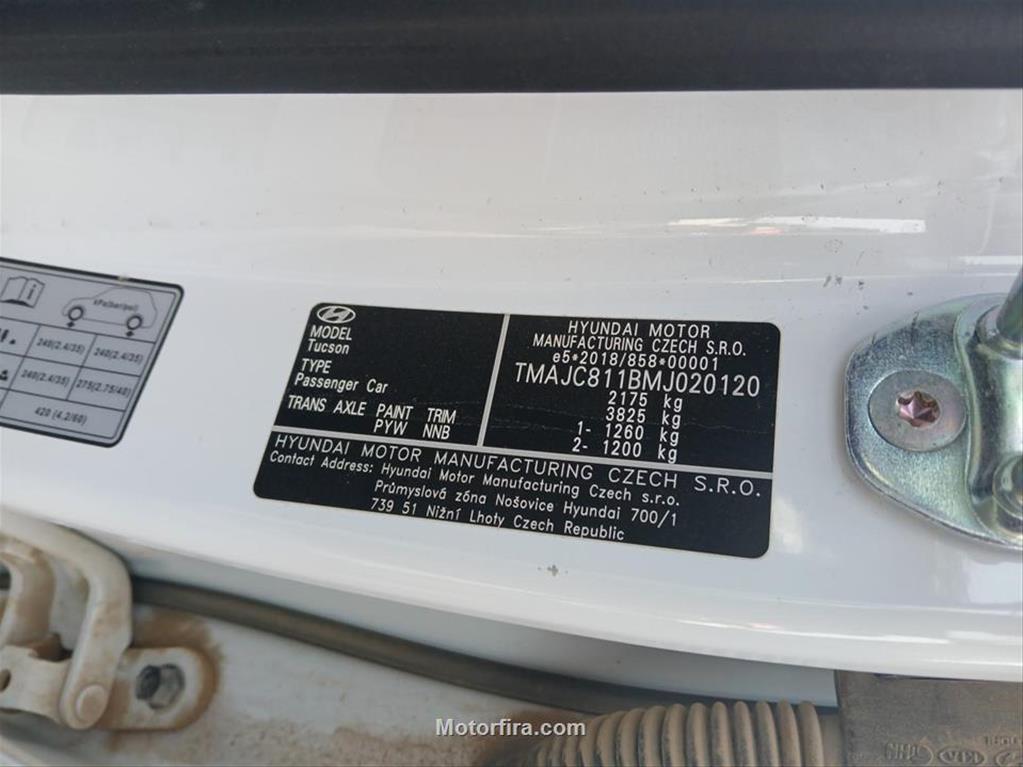 kPa(bar/psi)
240(2.4/35) 240(2.4/35)
240(2.4/35) 275(2.75/40)
420 (4.2/60)
MODEL
Tucson
TYPE
Passenger Car
TRANS AXLE PAINT TRIM
PYW NNB
HYUNDAI MOTOR
MANUFACTURING CZECH S.R.O.
e5*2018/858*00001
TMAJC811BMJ020120
2175 kg
3825 kg
1- 1260 kg
2- 1200 kg
HYUNDAI MOTOR MANUFACTURING CZECH S.R.O.
Contact Address: Hyundai Motor Manufacturing Czech s.r.o.
Průmyslová zóna Nošovice Hyundai 700/1
739 51 Nižní Lhoty Czech Republic
Motorfira.com